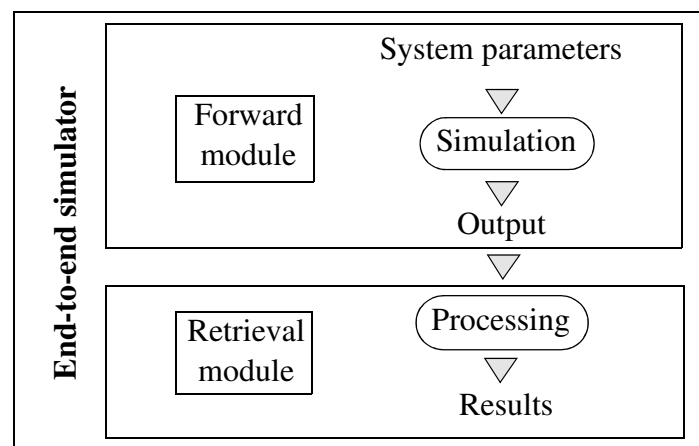 End-to-end simulator
System parameters
Forward
module
Simulation
Output
Retrieval
module
Processing
Results